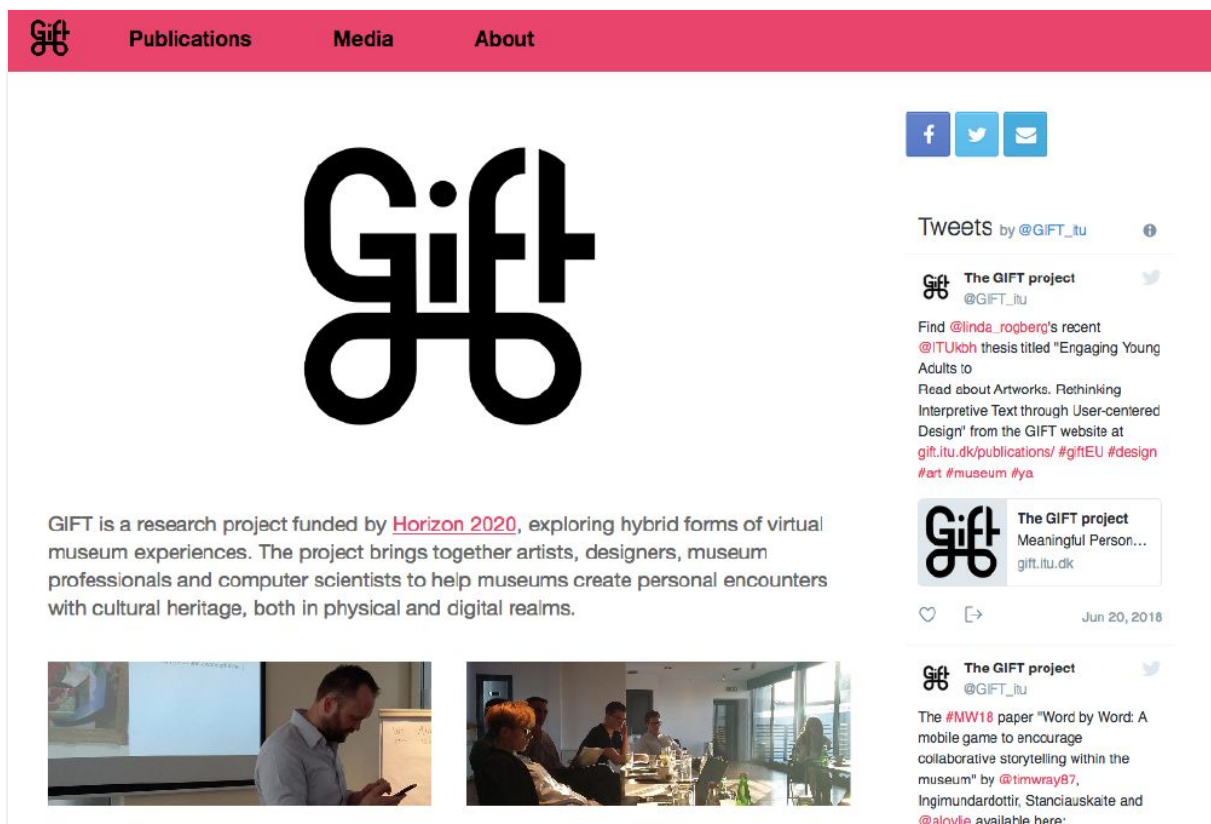 Gift
Publications
Media
About
Gift
GIFT is a research project funded by Horizon 2020, exploring hybrid forms of virtual
museum experiences. The project brings together artists, designers, museum
professionals and computer scientists to help museums create personal encounters
with cultural heritage, both in physical and digital realms.
f
Tweets by @GIFT_itu
Gift
The GIFT project
@GIFT_itu
Find @linda_rogberg's recent
@ITUkbh thesis titled "Engaging Young
Adults to
Read about Artworks. Rethinking
Interpretive Text through User-centered
Design" from the GIFT website at
gift.itu.dk/publications/ #giftEU #design
#art #museum #ya
Gift
The GIFT project
Meaningful Person...
gift.itu.dk
Jun 20, 2018
Gift
The GIFT project
@GIFT_itu
The #MW18 paper "Word by Word: A
mobile game to encourage
collaborative storytelling within the
museum" by @timwray87,
Ingimundardottir, Stanciauskaite and
@alovlie available here: